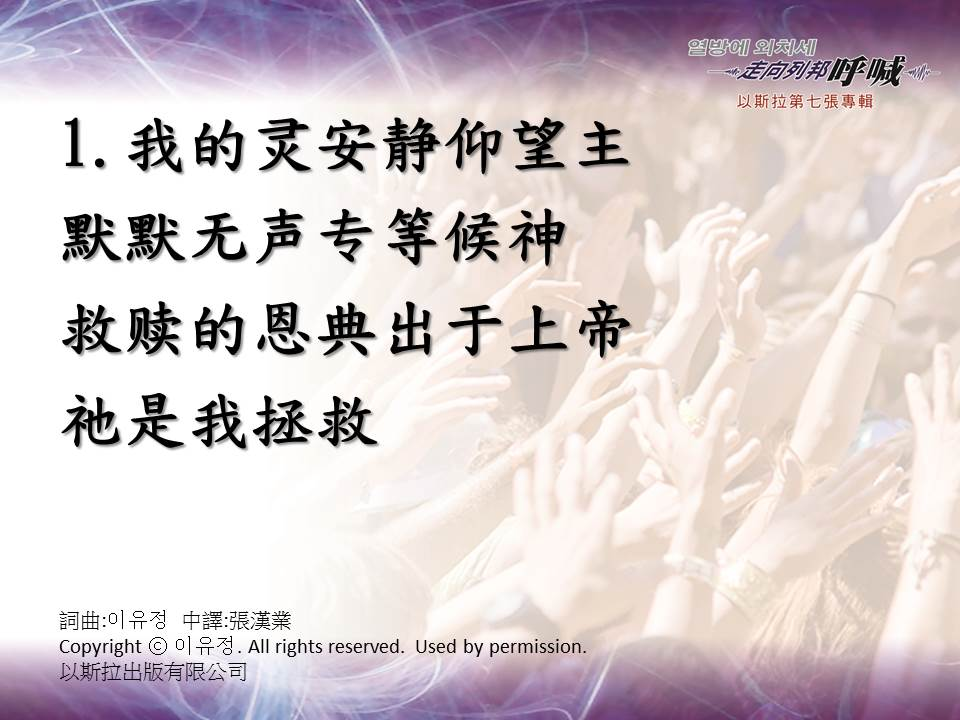 열방에 외치세
走向列邦呼喊
以斯拉第七張專輯
1.我的灵安静仰望主
默默无声专等候神
救赎的恩典出于上帝
祂是我拯救
詞曲:이유정 中譯:張漢業
Copyright ⓒ 이유정. All rights reserved. Used by permission.
以斯拉出版有限公司